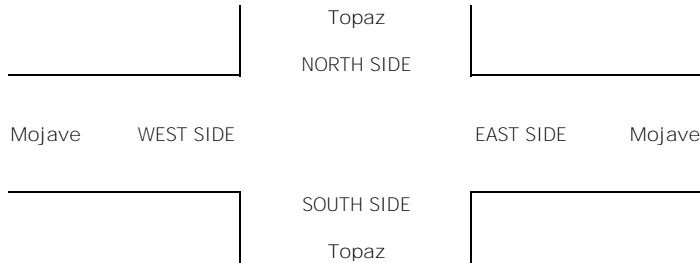 Topaz
NORTH SIDE
Mojave WEST SIDE EAST SIDE Mojave
SOUTH SIDE
Topaz